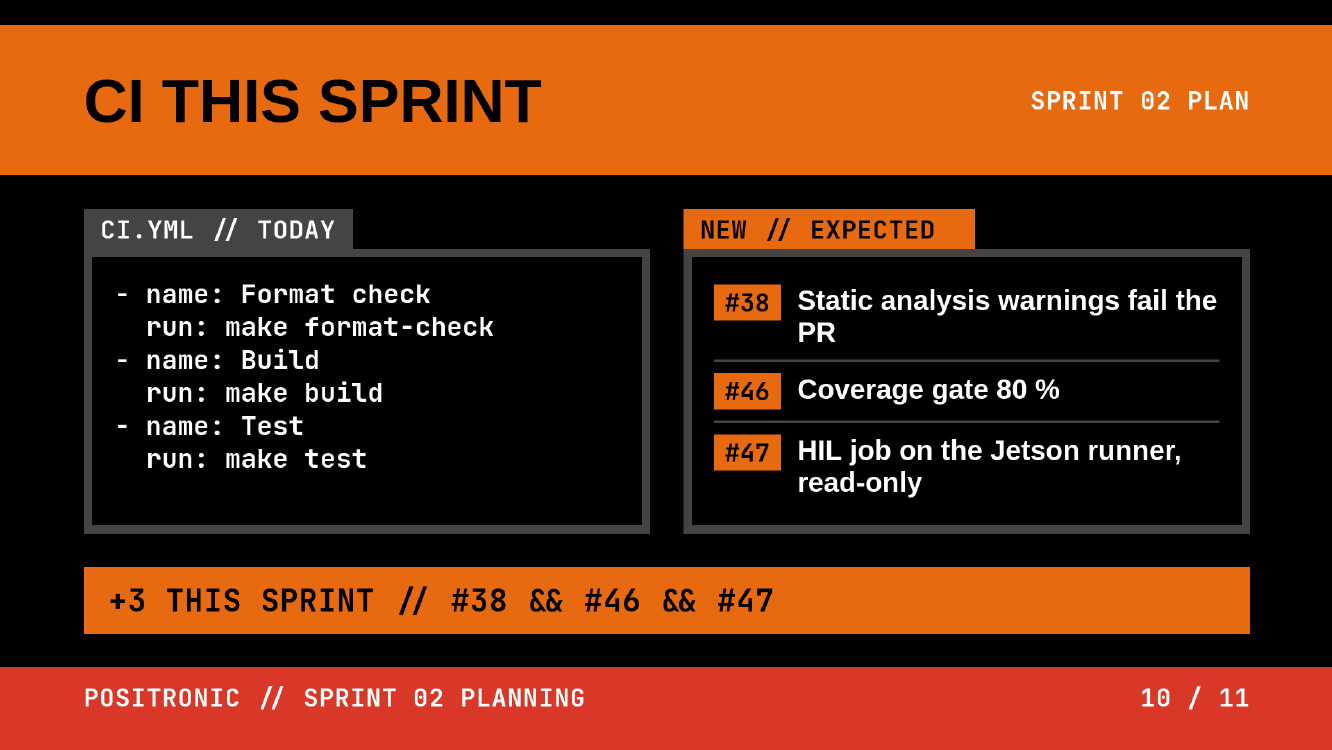 CI THIS SPRINT
SPRINT 02 PLAN
CI.YML // TODAY
- name: Format check
  run: make format-check
- name: Build
  run: make build
- name: Test
  run: make test
NEW // EXPECTED
#38 Static analysis warnings fail the
PR
#46 Coverage gate 80 %
#47 HIL job on the Jetson runner,
read-only
+3 THIS SPRINT // #38 && #46 && #47
POSITRONIC // SPRINT 02 PLANNING
10 / 11